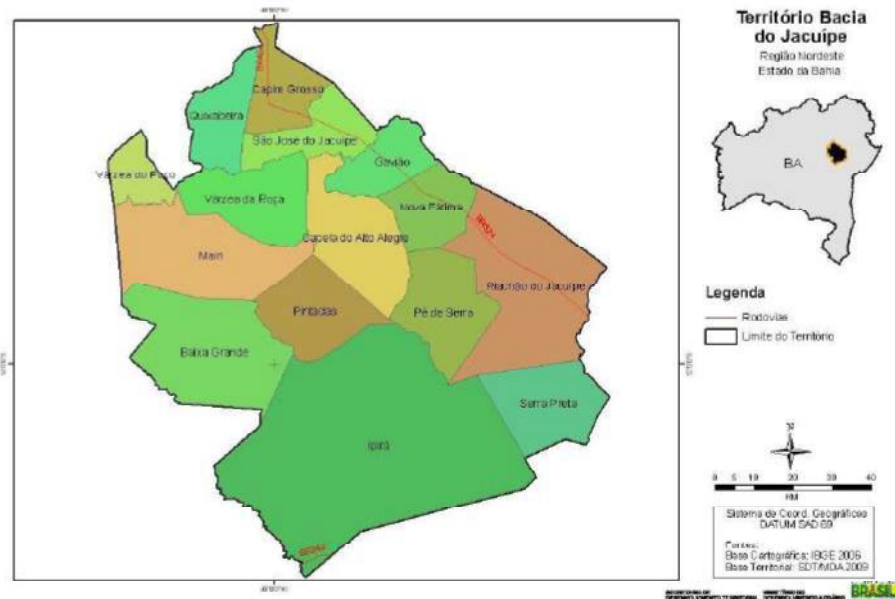 Território Bacia
do Jacuípe
Região Nordeste
Estado da Bahia
BA
Capim Grosso
Quixabeira
São José do Jacuípe
Gavião
Várzea do Poço
Várzea da Roça
Nova Fátima
Capela do Alto Alegre
Mairi
Riachão do Jacuípe
Pintadas
Pé de Serra
Baixa Grande
Serra Preta
Ipirá
BR324
Legenda
Rodovias
Limite do Território
N
0 5 10 20 30 40
KM
Sistema de Coord. Geográficas
DATUM SAD 69
Fontes:
Base Cartográfica: IBGE 2006
Base Territorial: SDT/MDA 2009
BRASIL